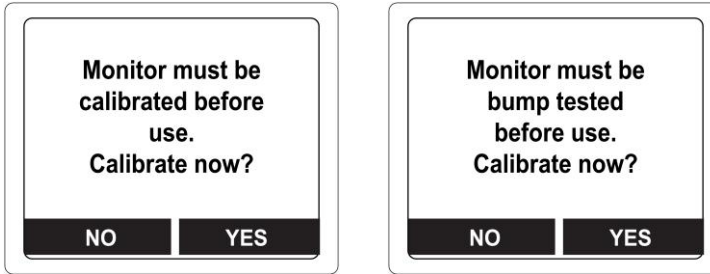 Monitor must be
calibrated before
use.
Calibrate now?
NO YES
Monitor must be
bump tested
before use.
Calibrate now?
NO YES